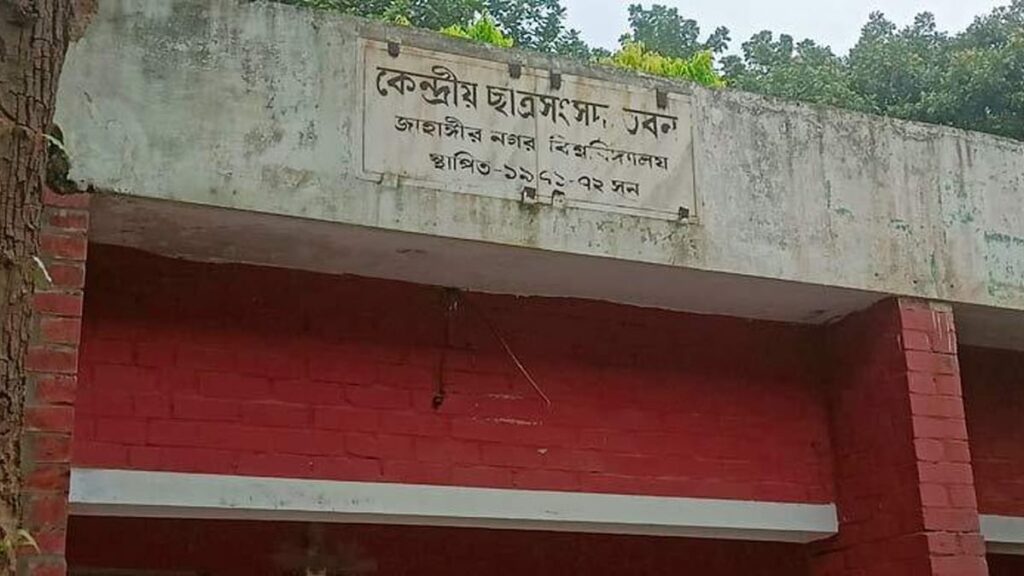 কেন্দ্রীয় ছাত্রসংসদ ভবন
জাহাঙ্গীর নগর বিশ্ববিদ্যালয়
স্থাপিত-১৯৭১-৭২ সন